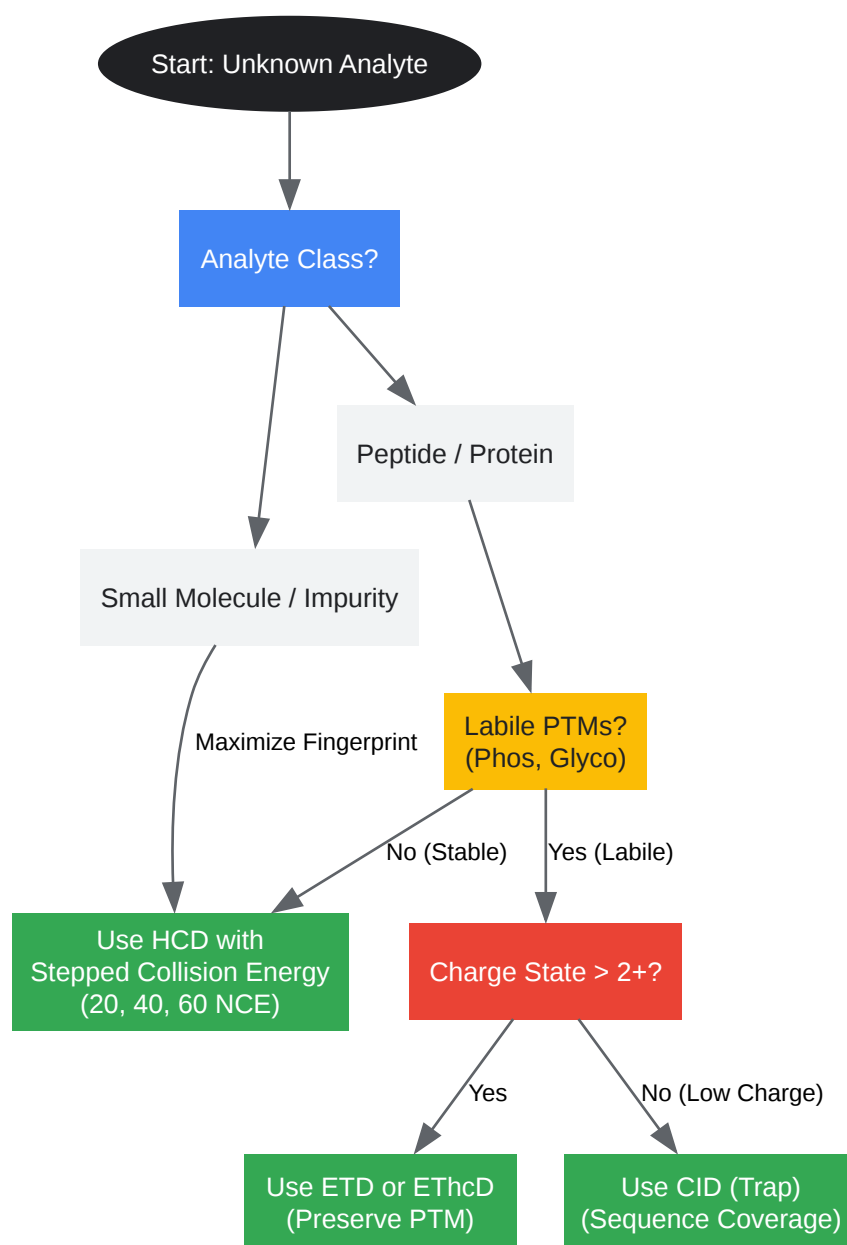 Start: Unknown Analyte
Analyte Class?
Peptide / Protein
Small Molecule / Impurity
Labile PTMs?
(Phos, Glyco)
Maximize Fingerprint
No (Stable)
Yes (Labile)
Use HCD with
Stepped Collision Energy
(20, 40, 60 NCE)
Charge State > 2+?
Yes
No (Low Charge)
Use ETD or EThcD
(Preserve PTM)
Use CID (Trap)
(Sequence Coverage)